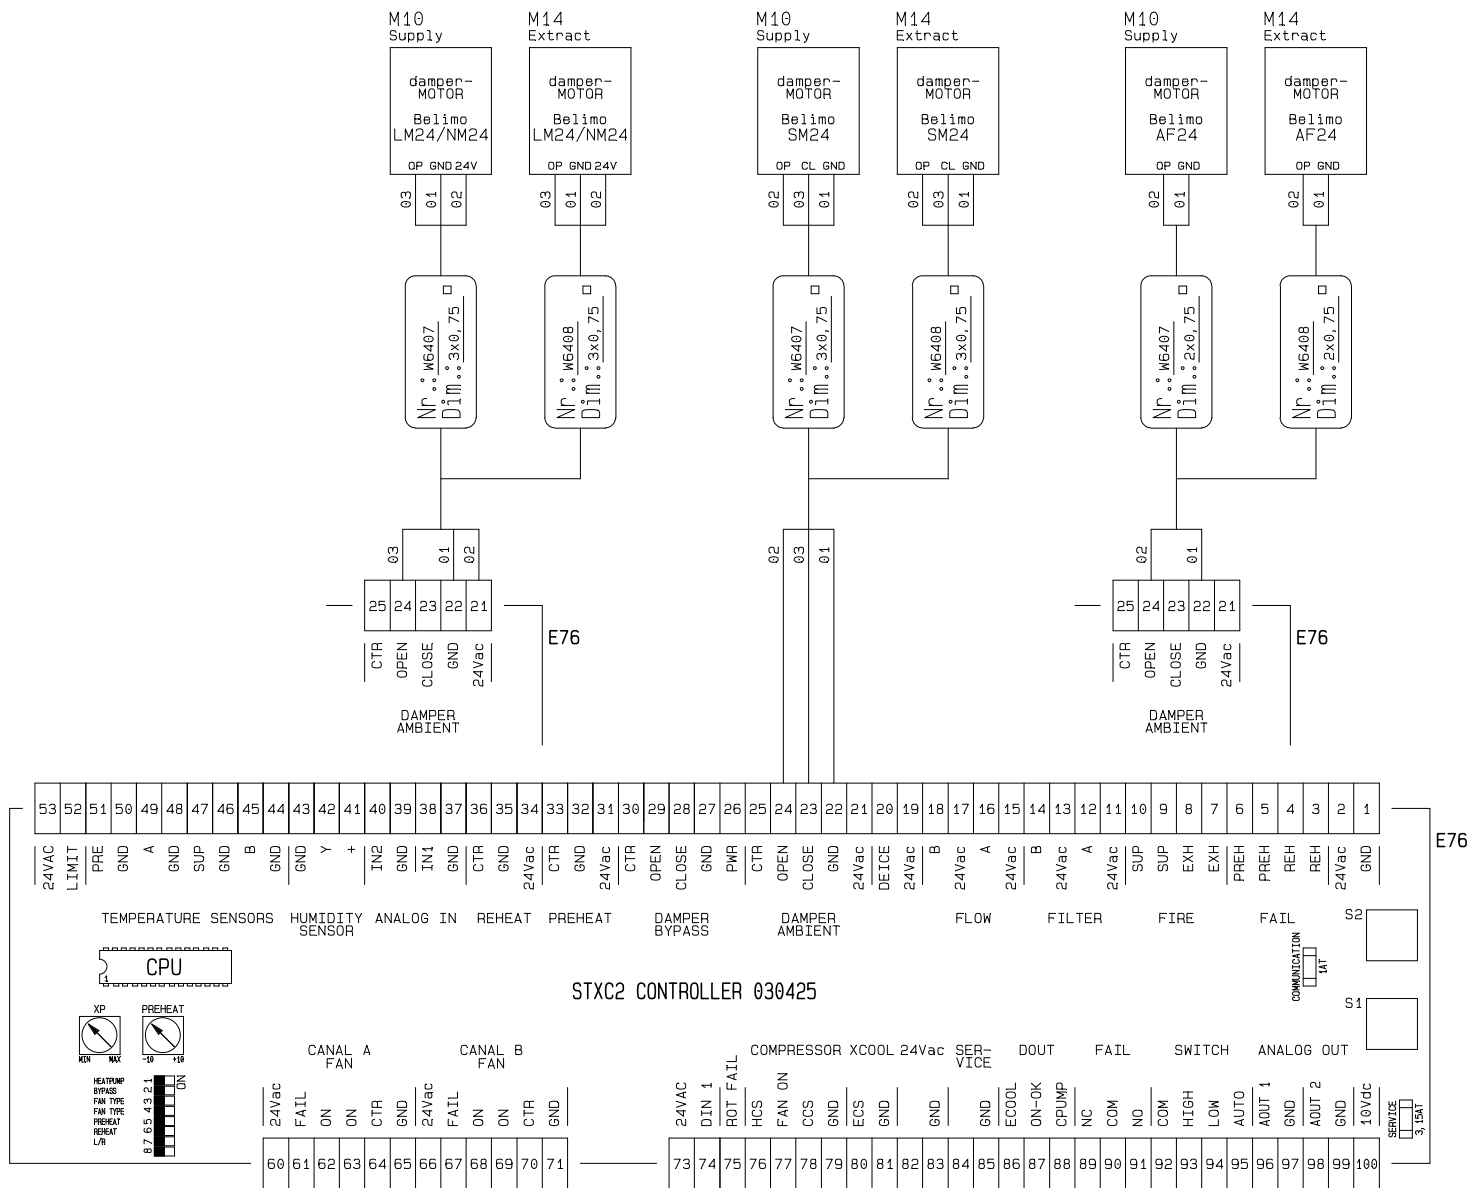 M10 M14 M10 M14 M10 M14
Supply Extract Supply Extract Supply Extract
damper- damper- damper- damper- damper- damper-
MOTOR MOTOR MOTOR MOTOR MOTOR MOTOR
Belimo Belimo Belimo Belimo Belimo Belimo
LM24/NM24 LM24/NM24 SM24 SM24 AF24 AF24
OP GND 24V OP GND 24V OP CL GND OP CL GND OP GND OP GND
03 01 02 03 01 02 02 03 01 02 03 01 02 01 02 01
Nr.: W6407 Nr.: W6408 Nr.: W6407 Nr.: W6408 Nr.: W6407 Nr.: W6408
Dim.: 3x0,75 Dim.: 3x0,75 Dim.: 3x0,75 Dim.: 3x0,75 Dim.: 2x0,75 Dim.: 2x0,75
03 01 02 02 03 01 02 01
25 24 23 22 21 25 24 23 22 21
E76 E76
CTR OPEN CLOSE GND 24Vac CTR OPEN CLOSE GND 24Vac
DAMPER DAMPER
AMBIENT AMBIENT
53 52 51 50 49 48 47 46 45 44 43 42 41 40 39 38 37 36 35 34 33 32 31 30 29 28 27 26 25 24 23 22 21 20 19 18 17 16 15 14 13 12 11 10 9 8 7 6 5 4 3 2 1
E76
24VAC LIMIT PRE GND A GND SUP GND B GND GND Y + IN2 GND IN1 GND CTR GND 24Vac CTR GND 24Vac CTR OPEN CLOSE GND PWR CTR OPEN CLOSE GND 24Vac DEICE 24Vac B 24Vac A 24Vac B 24Vac A 24Vac SUP SUP EXH EXH PREH PREH REH REH 24Vac GND
TEMPERATURE SENSORS HUMIDITY ANALOG IN REHEAT PREHEAT DAMPER DAMPER FLOW FILTER FIRE FAIL S2
SENSOR BYPASS AMBIENT
COMMUNICATION
1AT
1 CPU
STXC2 CONTROLLER 030425
S1
XP PREHEAT
MIN MAX -10 +10
CANAL A CANAL B COMPRESSOR XCOOL 24Vac SER- DOUT FAIL SWITCH ANALOG OUT
FAN FAN VICE
ON
HEATPUMP 1
BYPASS 2
FAN TYPE 3
FAN TYPE 4
PREHEAT 5
REHEAT 6
L/R 7
8
24Vac FAIL ON ON CTR GND 24Vac FAIL ON ON CTR GND 24VAC DIN 1 ROT FAIL HCS FAN ON CCS GND ECS GND GND GND ECOOL ON-OK CPUMP NC COM NO COM HIGH LOW AUTO AOUT 1 GND AOUT 2 GND 10Vdc
SERVICE
3,15AT
60 61 62 63 64 65 66 67 68 69 70 71 73 74 75 76 77 78 79 80 81 82 83 84 85 86 87 88 89 90 91 92 93 94 95 96 97 98 99 100